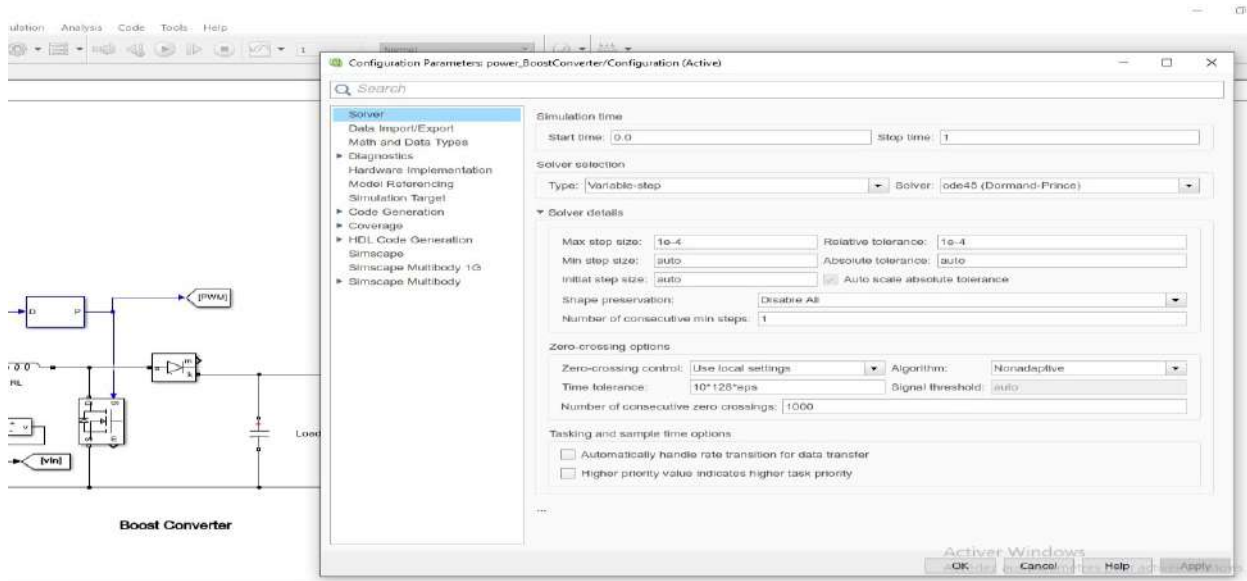 Analysis Code Tools Help
1
Normal
Configuration Parameters: power_BoostConverter/Configuration (Active)
Search
Solver
Data Import/Export
Math and Data Types
Diagnostics
Hardware Implementation
Model Referencing
Simulation Target
Code Generation
Coverage
HDL Code Generation
Simscape
Simscape Multibody 1G
Simscape Multibody
Simulation time
Start time: 0.0 Stop time: 1
Solver selection
Type: Variable-step Solver: ode45 (Dormand-Prince)
Solver details
Max step size: 1e-4 Relative tolerance: 1e-4
Min step size: auto Absolute tolerance: auto
Initial step size: auto Auto scale absolute tolerance
Shape preservation: Disable All
Number of consecutive min steps: 1
Zero-crossing options
Zero-crossing control: Use local settings Algorithm: Nonadaptive
Time tolerance: 10*128*eps Signal threshold: auto
Number of consecutive zero crossings: 1000
Tasking and sample time options
Automatically handle rate transition for data transfer
Higher priority value indicates higher task priority
...
OK Cancel Help Apply
Activer Windows
D P
[PWM]
RL
m
k
g
v
[Vin]
Load
Boost Converter